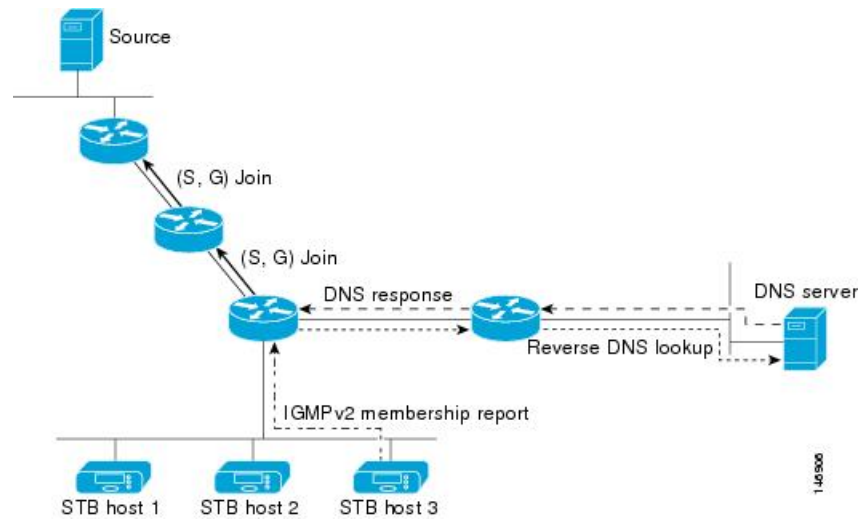 Source
(S, G) Join
(S, G) Join
DNS response
DNS server
Reverse DNS lookup
IGMPv2 membership report
STB host 1
STB host 2
STB host 3
146906